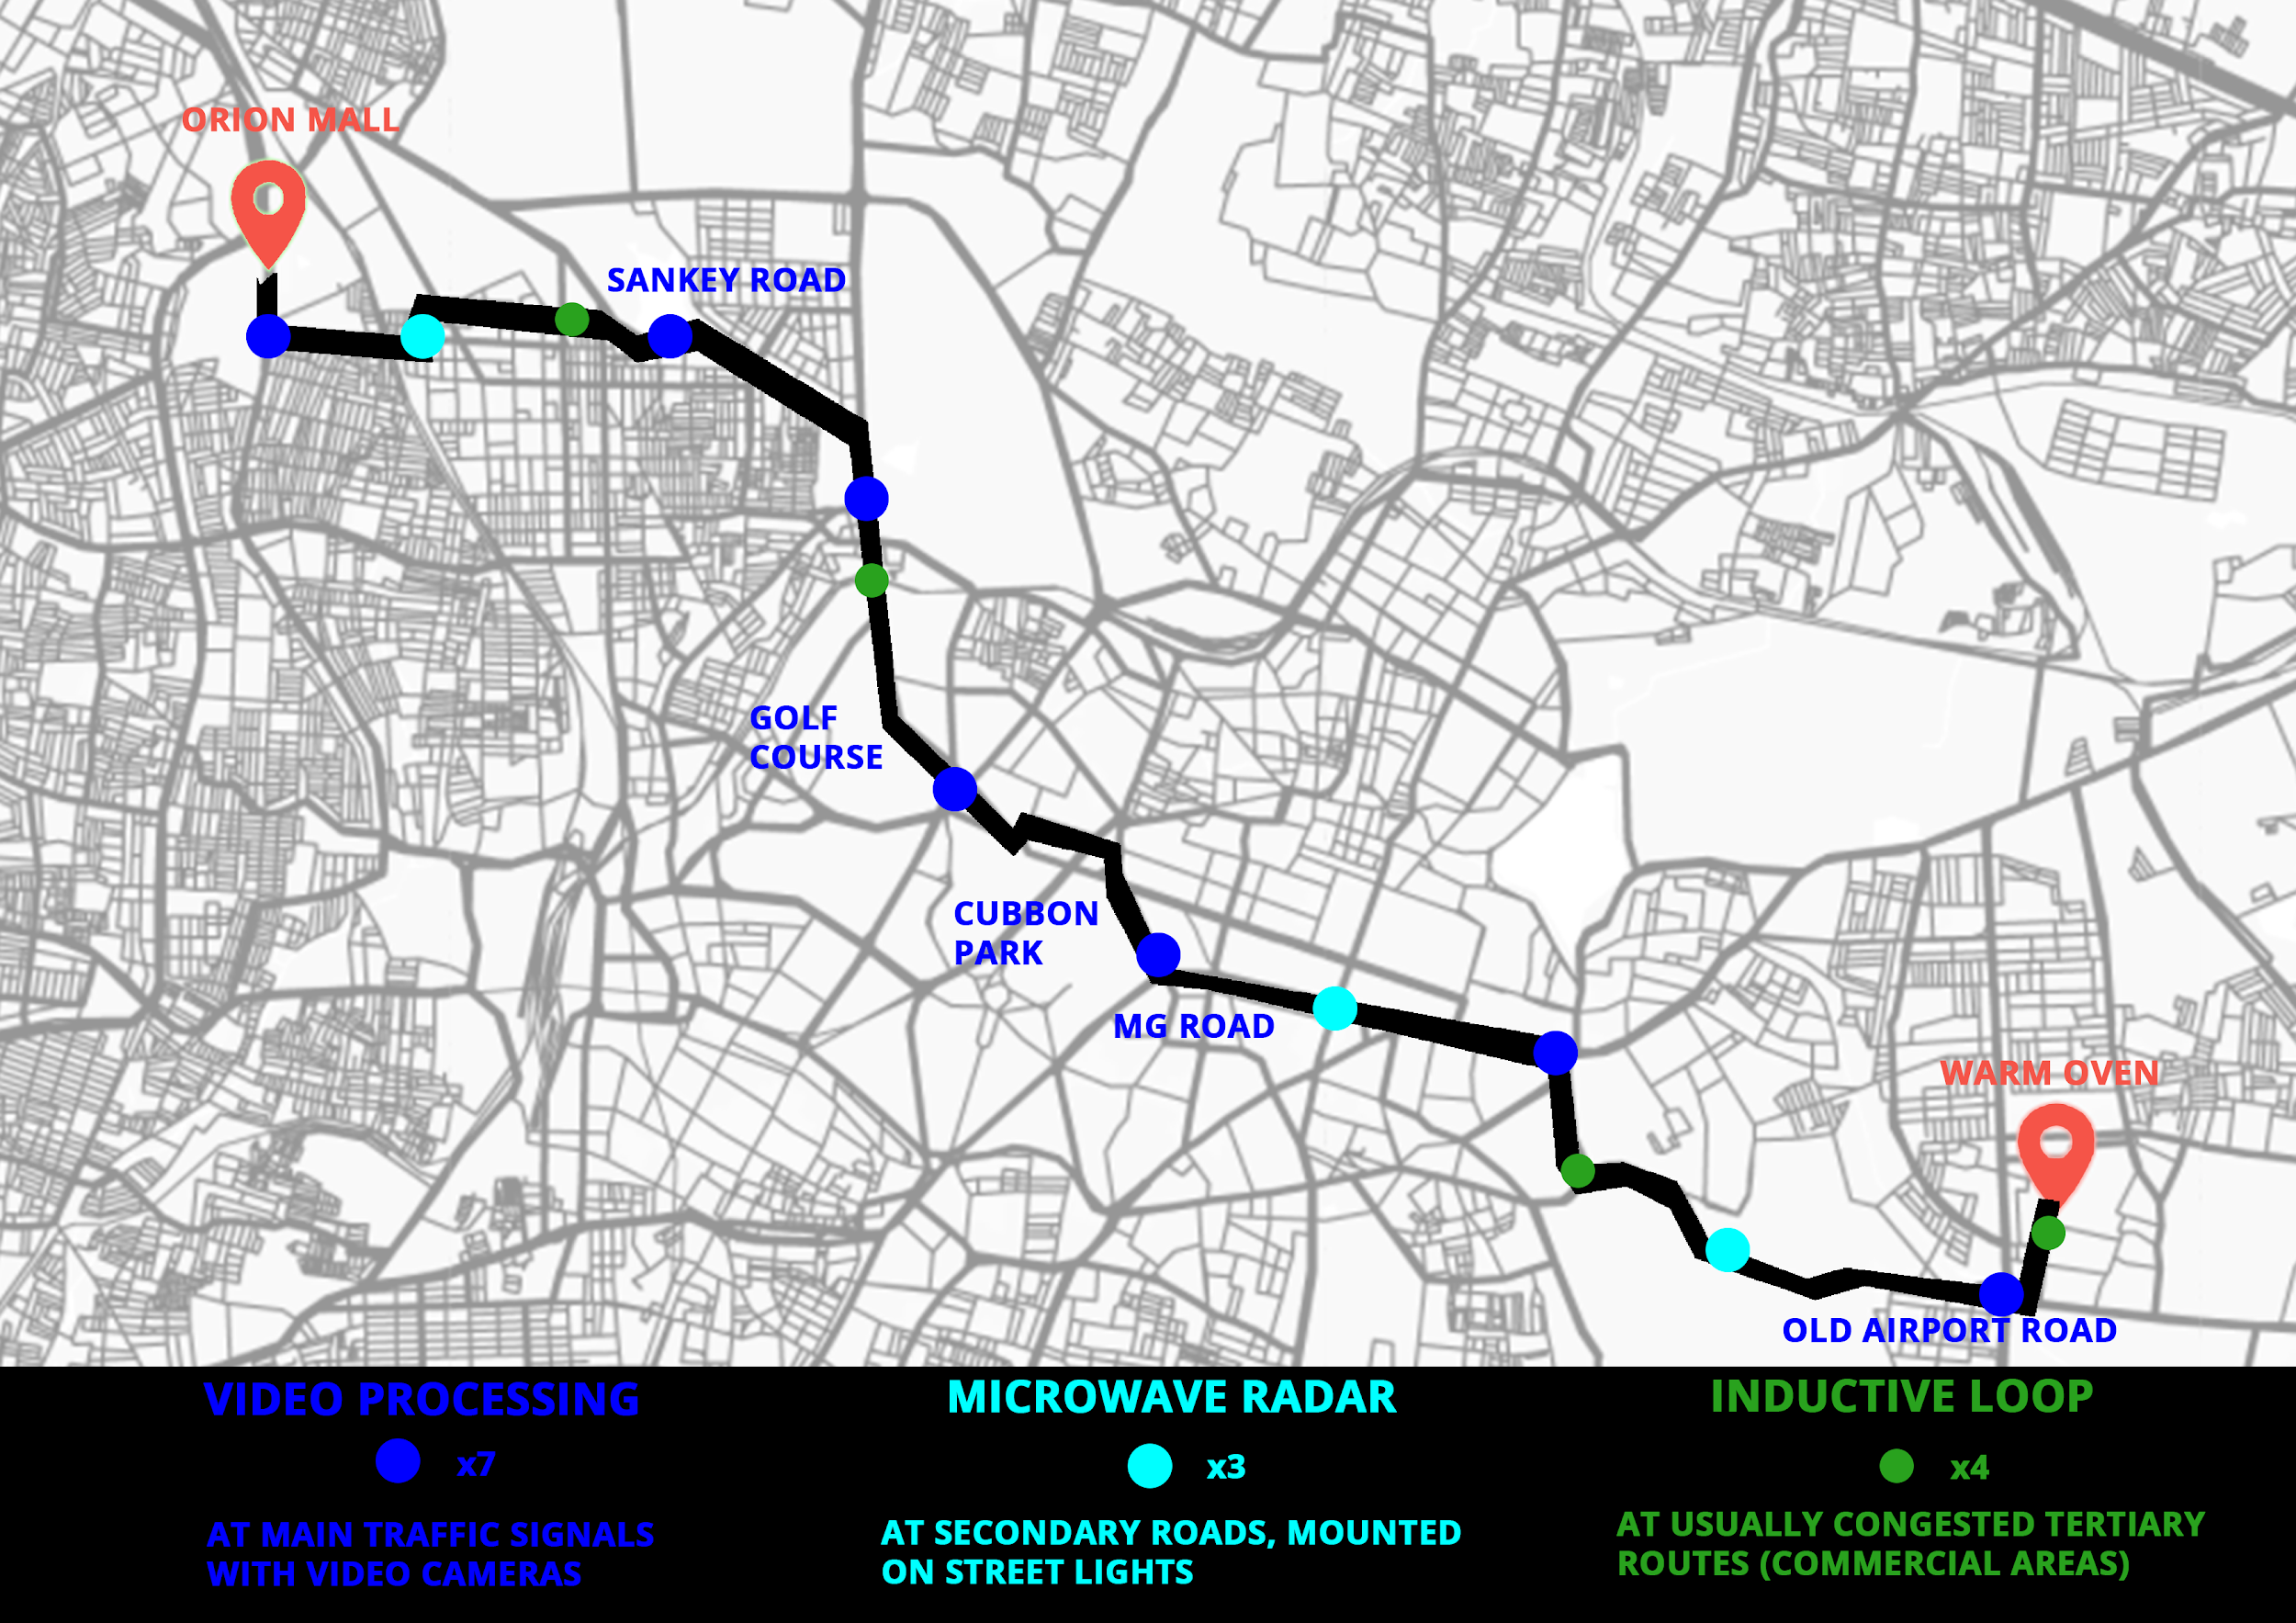 ORION MALL
SANKEY ROAD
GOLF
COURSE
CUBBON
PARK
MG ROAD
WARM OVEN
OLD AIRPORT ROAD
VIDEO PROCESSING
x7
AT MAIN TRAFFIC SIGNALS
WITH VIDEO CAMERAS
MICROWAVE RADAR
x3
AT SECONDARY ROADS, MOUNTED
ON STREET LIGHTS
INDUCTIVE LOOP
x4
AT USUALLY CONGESTED TERTIARY
ROUTES (COMMERCIAL AREAS)